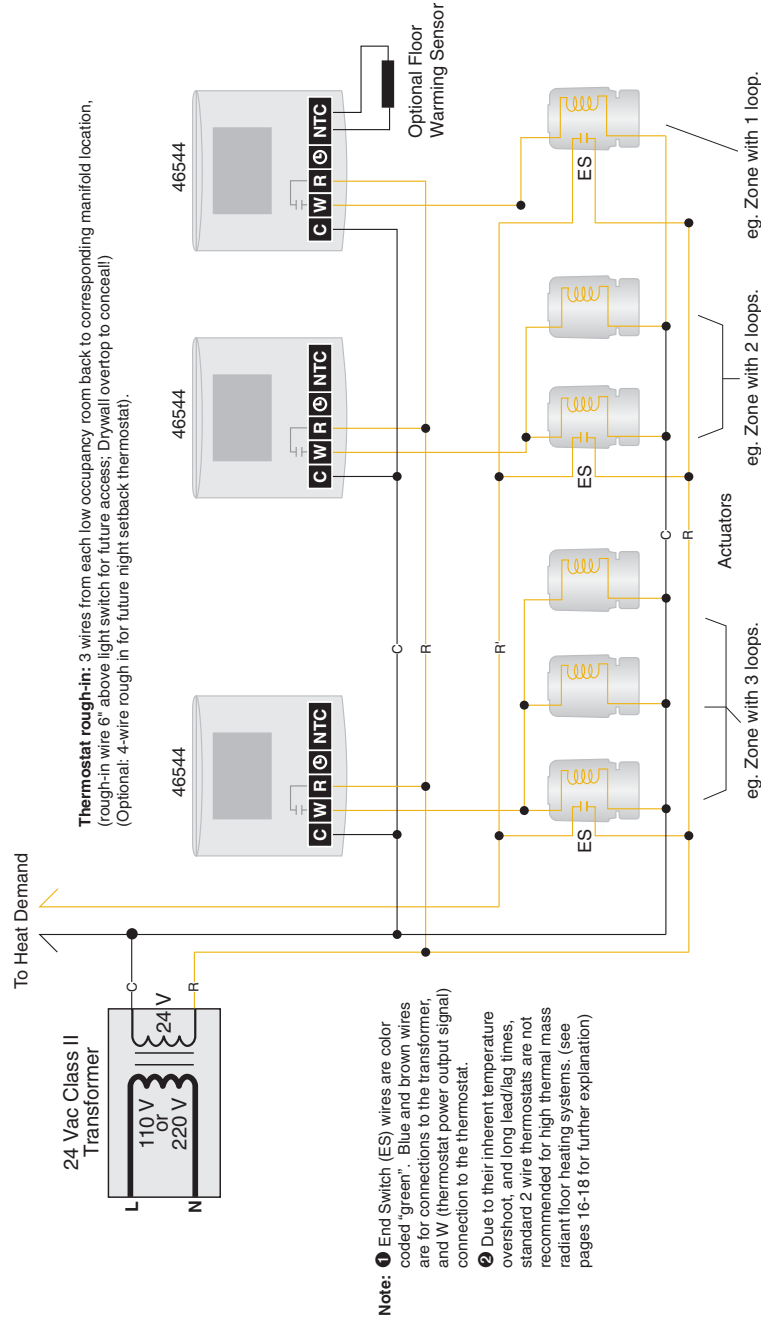 To Heat Demand
24 Vac Class II
Transformer
L
N
110 V
or
220 V
24 V
C
R
Thermostat rough-in: 3 wires from each low occupancy room back to corresponding manifold location,
(rough-in wire 6" above light switch for future access; Drywall overtop to conceal!)
(Optional: 4-wire rough in for future night setback thermostat).
46544
C W R NTC
46544
C W R NTC
46544
C W R NTC
Optional Floor
Warming Sensor
C
R
R'
ES
ES
ES
C
R
Actuators
eg. Zone with 3 loops.
eg. Zone with 2 loops.
eg. Zone with 1 loop.
Note: ❶ End Switch (ES) wires are color
coded "green". Blue and brown wires
are for connections to the transformer,
and W (thermostat power output signal)
connection to the thermostat.
❷ Due to their inherent temperature
overshoot, and long lead/lag times,
standard 2 wire thermostats are not
recommended for high thermal mass
radiant floor heating systems. (see
pages 16-18 for further explanation)